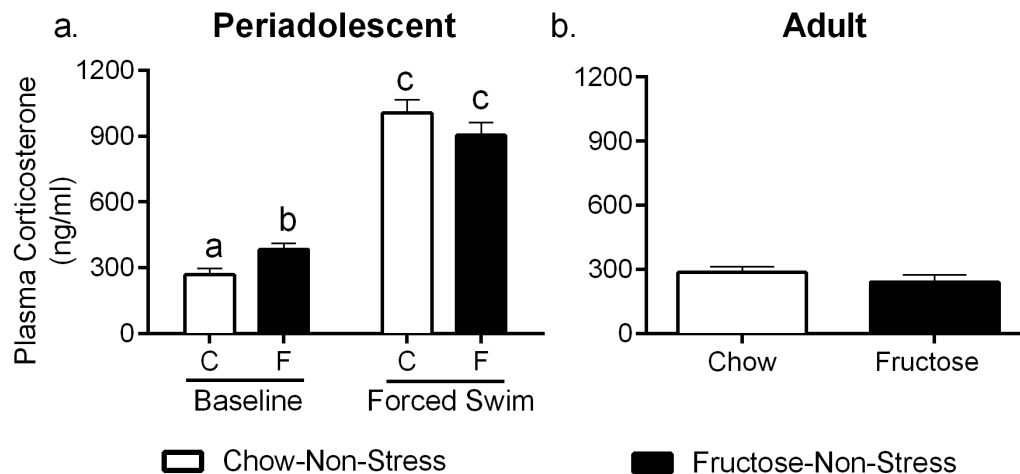 a. Periadolescent
b. Adult
Plasma Corticosterone
(ng/ml)
1200
900
600
300
0
a
b
c
c
C F C F
Baseline Forced Swim
1200
900
600
300
0
Chow Fructose
Chow-Non-Stress Fructose-Non-Stress